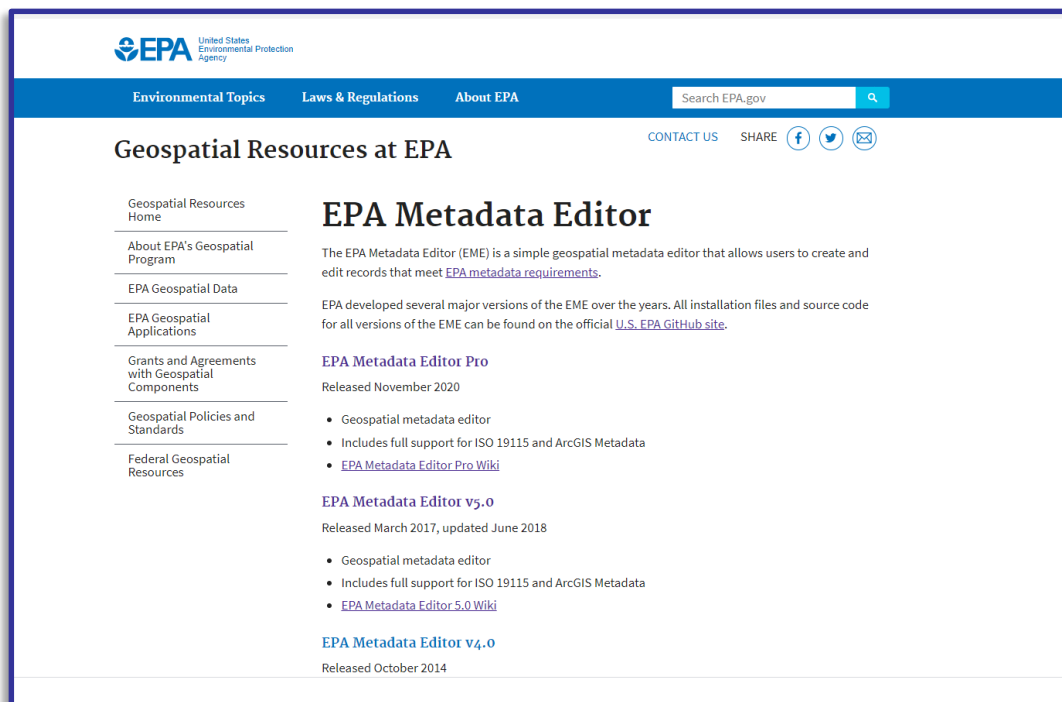 EPA
United States
Environmental Protection
Agency
Environmental Topics
Laws & Regulations
About EPA
Search EPA.gov
Geospatial Resources at EPA
CONTACT US
SHARE
Geospatial Resources
Home
About EPA's Geospatial
Program
EPA Geospatial Data
EPA Geospatial
Applications
Grants and Agreements
with Geospatial
Components
Geospatial Policies and
Standards
Federal Geospatial
Resources
EPA Metadata Editor
The EPA Metadata Editor (EME) is a simple geospatial metadata editor that allows users to create and
edit records that meet EPA metadata requirements.
EPA developed several major versions of the EME over the years. All installation files and source code
for all versions of the EME can be found on the official U.S. EPA GitHub site.
EPA Metadata Editor Pro
Released November 2020
• Geospatial metadata editor
• Includes full support for ISO 19115 and ArcGIS Metadata
• EPA Metadata Editor Pro Wiki
EPA Metadata Editor v5.0
Released March 2017, updated June 2018
• Geospatial metadata editor
• Includes full support for ISO 19115 and ArcGIS Metadata
• EPA Metadata Editor 5.0 Wiki
EPA Metadata Editor v4.0
Released October 2014